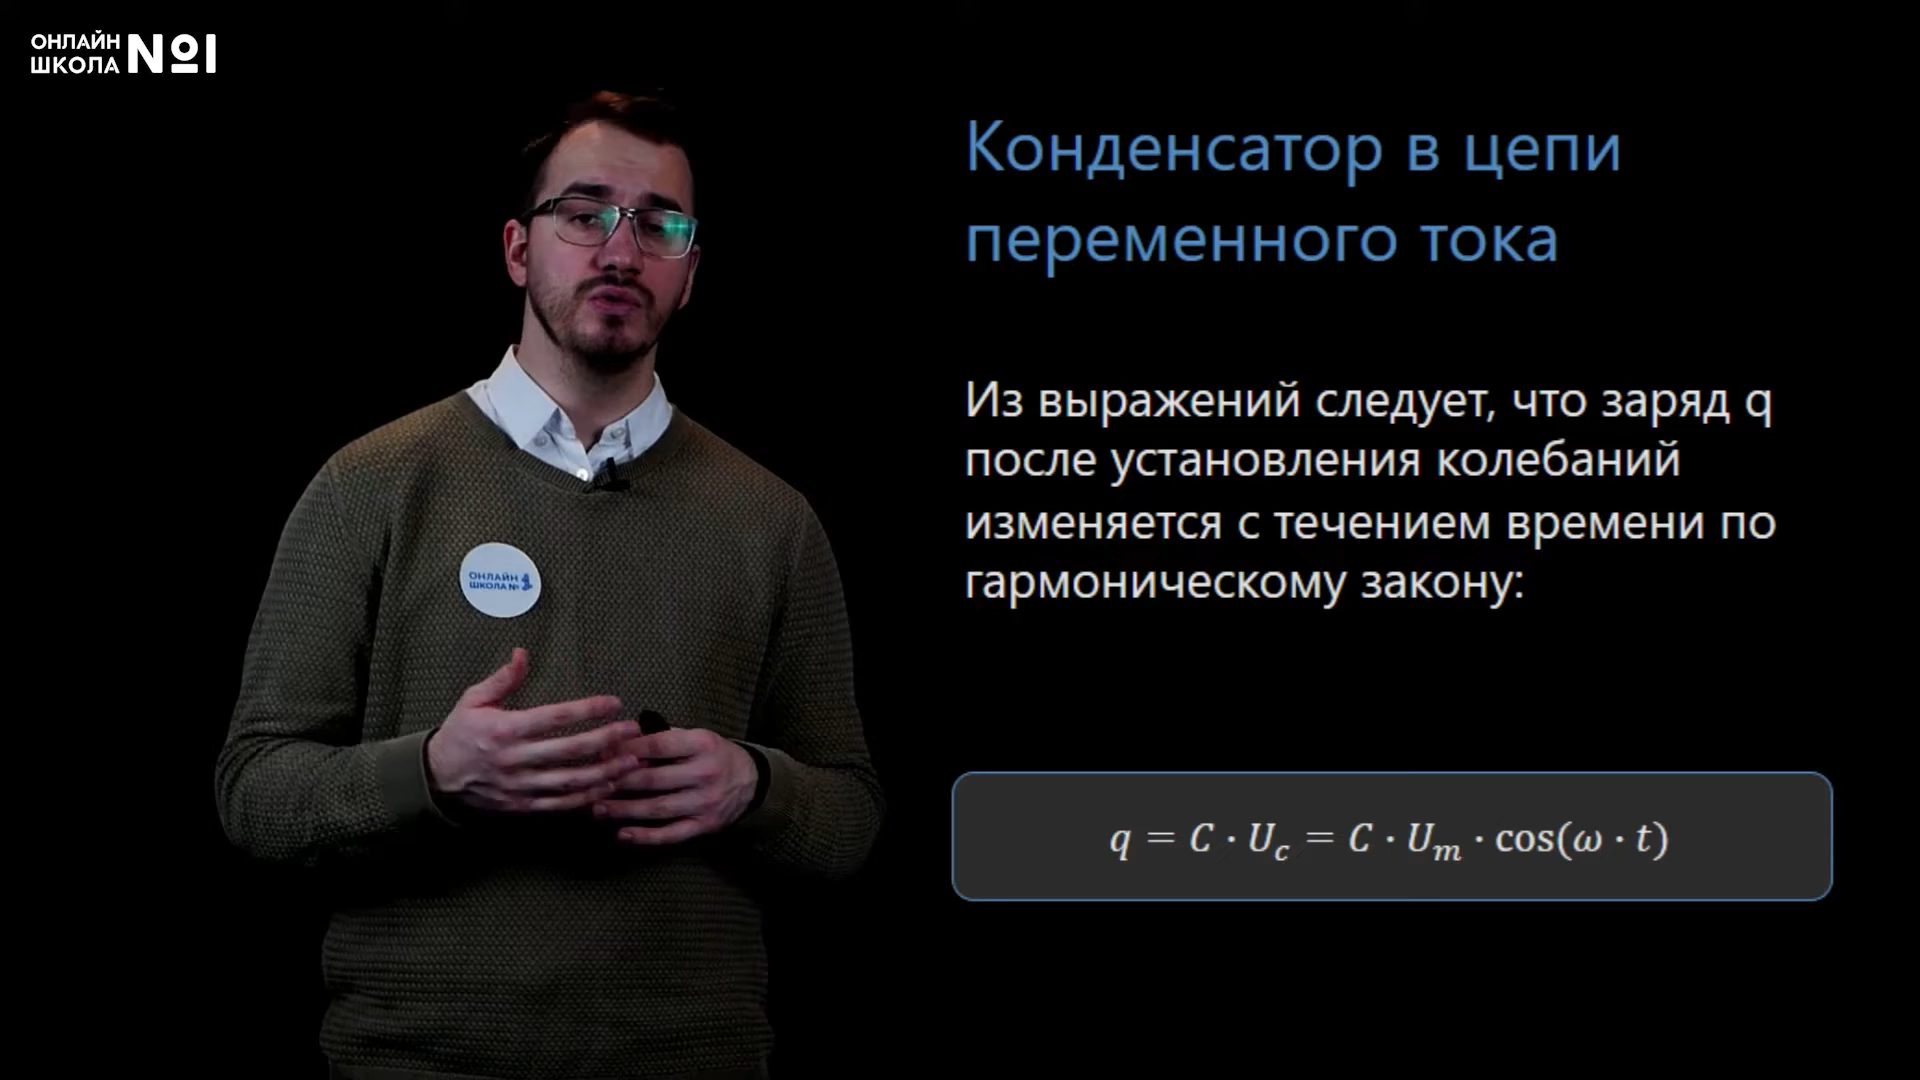 ОНЛАЙН
ШКОЛА №1
Конденсатор в цепи
переменного тока
Из выражений следует, что заряд q
после установления колебаний
изменяется с течением времени по
гармоническому закону:
q = C · U_c = C · U_m · cos(ω · t)
ОНЛАЙН
ШКОЛА №1